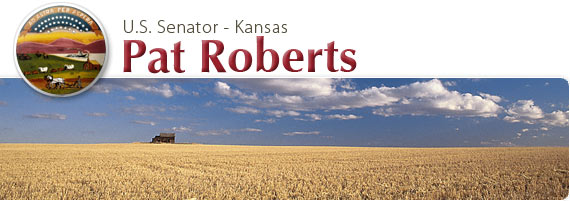 U.S. Senator - Kansas
Pat Roberts